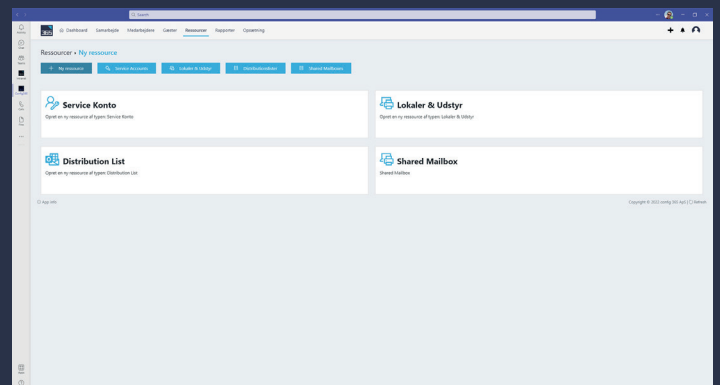 Search
Dashboard Samarbejde Medarbejdere Gæster Ressourcer Rapporter Opsætning
Ressourcer • Ny ressource
+ Ny ressource Service Accounts Lokaler & Udstyr Distributionslister Shared Mailboxes
Service Konto
Opret en ny ressource af typen: Service Konto
Lokaler & Udstyr
Opret en ny ressource af typen: Lokaler & Udstyr
Distribution List
Opret en ny ressource af typen: Distribution List
Shared Mailbox
Shared Mailbox
App info
Refresh